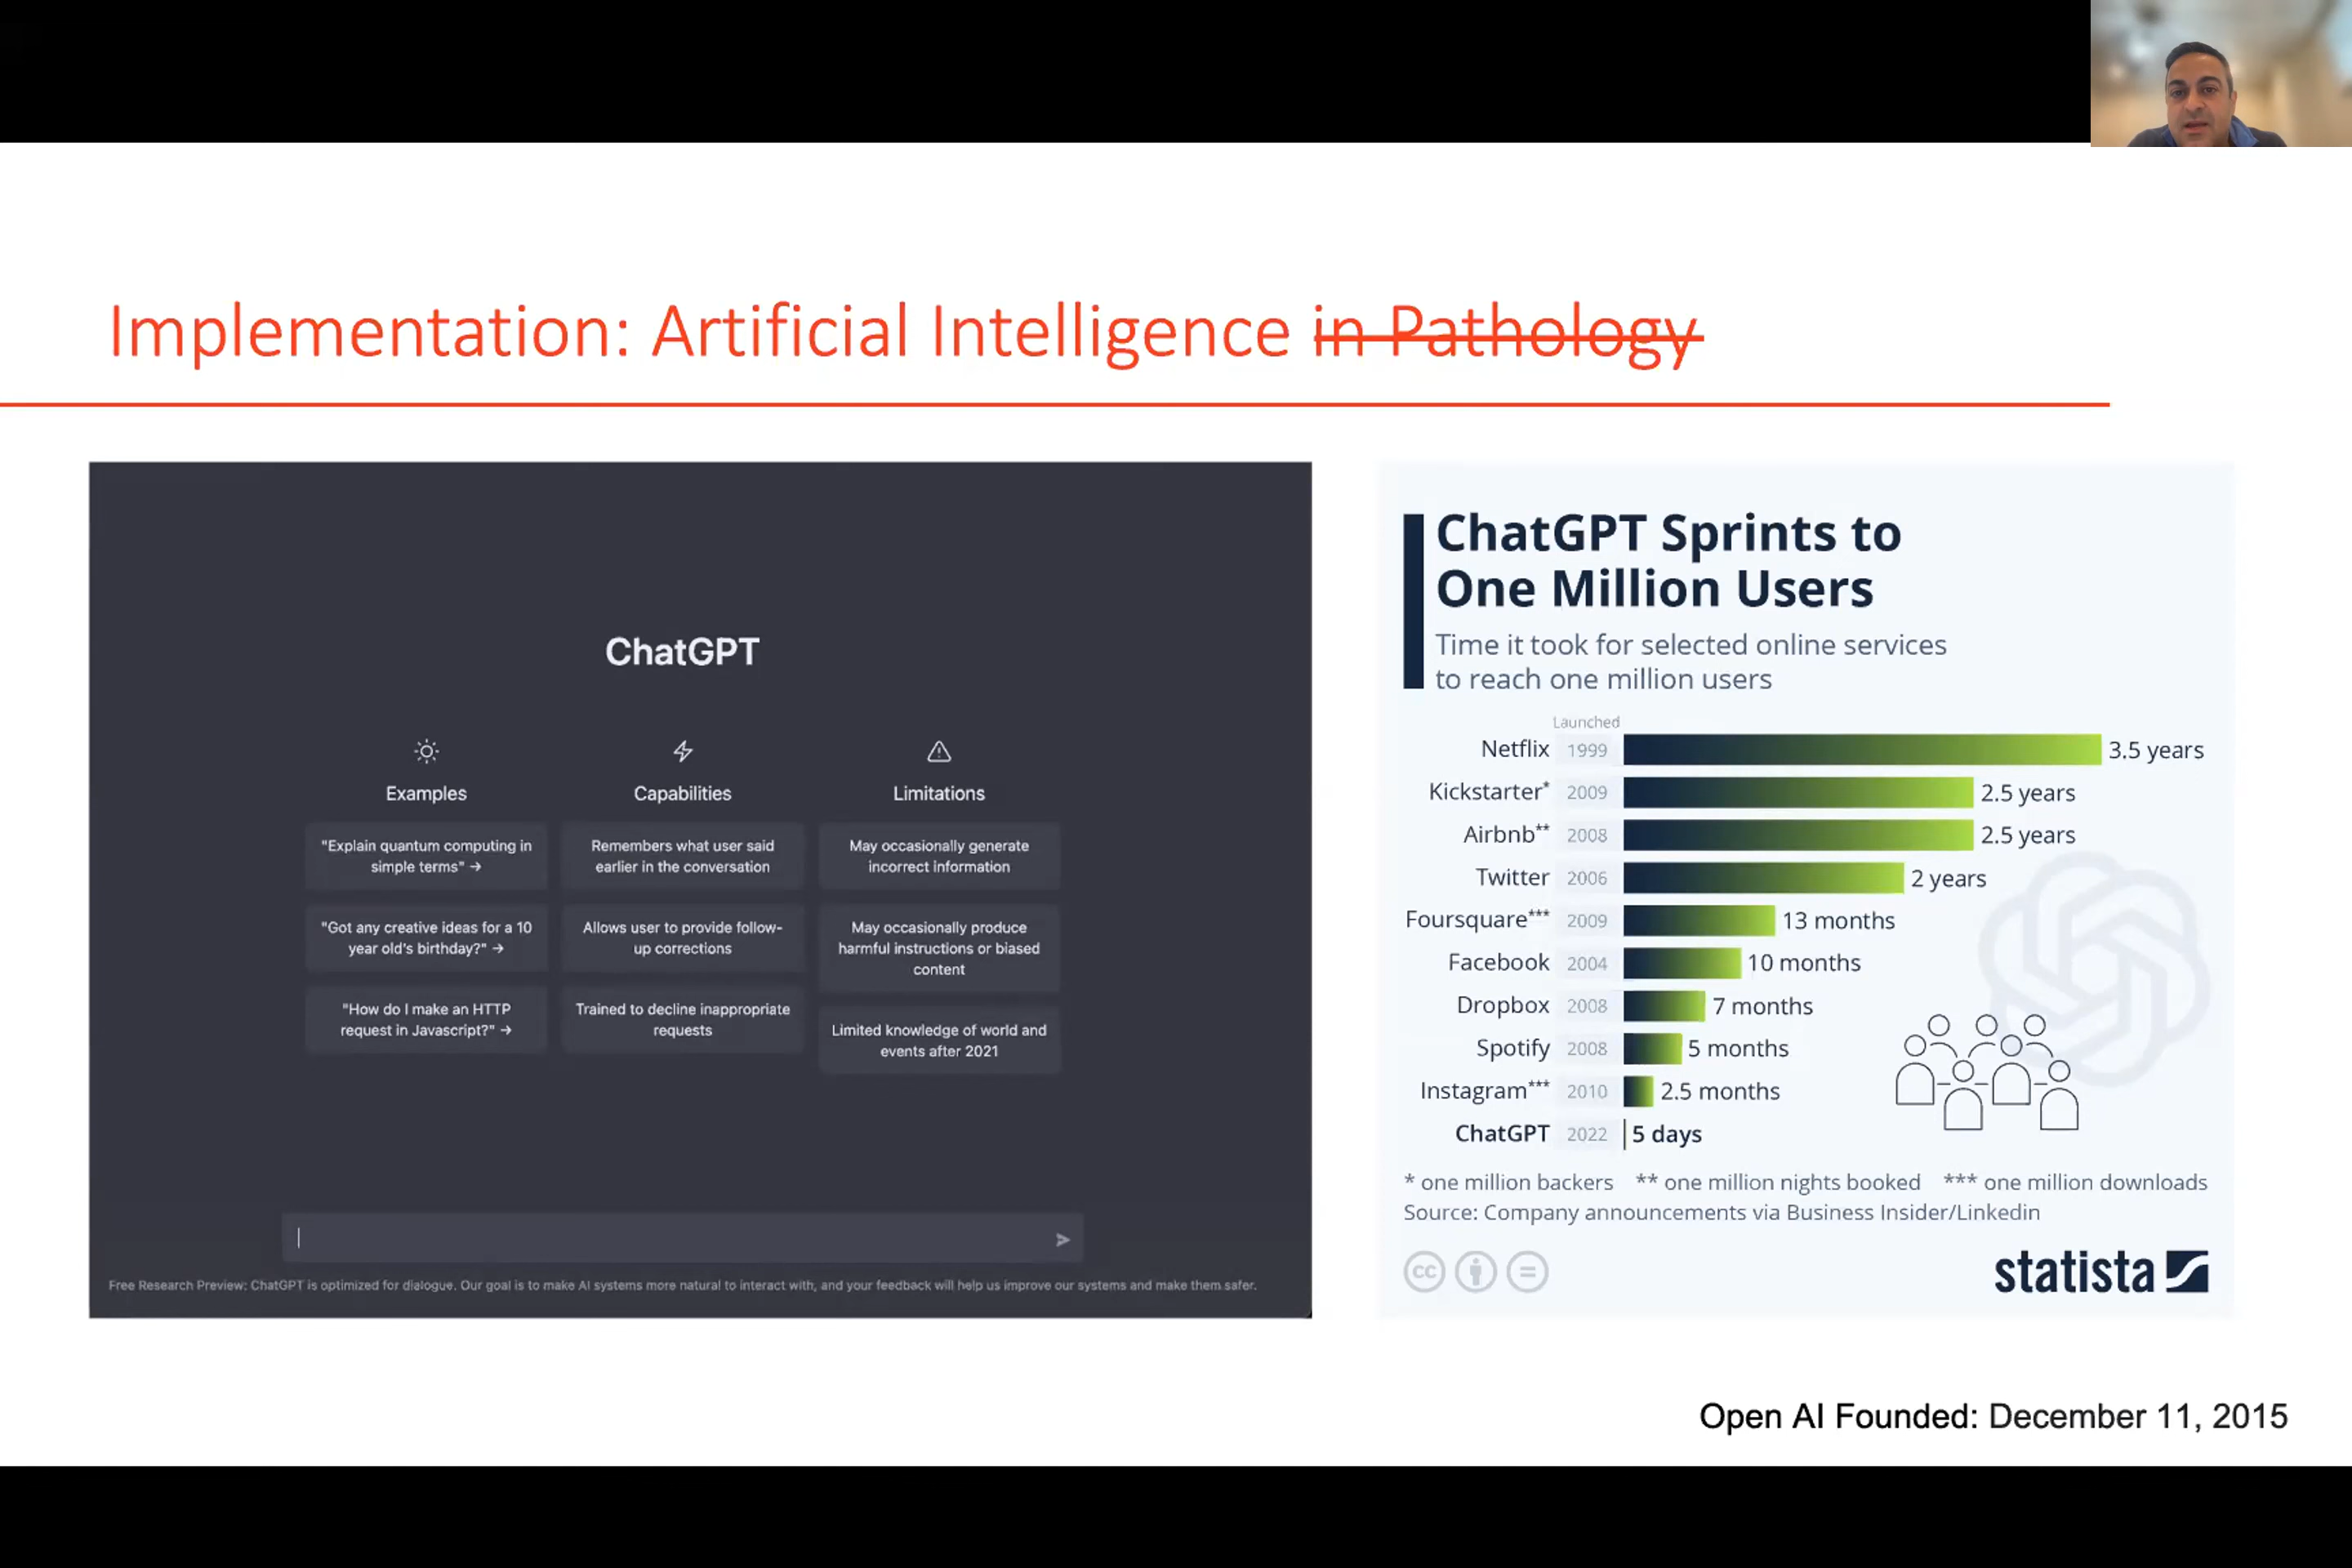 Implementation: Artificial Intelligence in Pathology
ChatGPT
Examples
"Explain quantum computing in
simple terms" →
"Got any creative ideas for a 10
year old's birthday?" →
"How do I make an HTTP
request in Javascript?" →
Capabilities
Remembers what user said
earlier in the conversation
Allows user to provide follow-
up corrections
Trained to decline inappropriate
requests
Limitations
May occasionally generate
incorrect information
May occasionally produce
harmful instructions or biased
content
Limited knowledge of world and
events after 2021
Free Research Preview: ChatGPT is optimized for dialogue. Our goal is to make AI systems more natural to interact with, and your feedback will help us improve our systems and make them safer.
ChatGPT Sprints to
One Million Users
Time it took for selected online services
to reach one million users
Launched
Netflix 1999 3.5 years
Kickstarter* 2009 2.5 years
Airbnb** 2008 2.5 years
Twitter 2006 2 years
Foursquare*** 2009 13 months
Facebook 2004 10 months
Dropbox 2008 7 months
Spotify 2008 5 months
Instagram*** 2010 2.5 months
ChatGPT 2022 5 days
* one million backers ** one million nights booked *** one million downloads
Source: Company announcements via Business Insider/Linkedin
cc =
statista
Open AI Founded: December 11, 2015